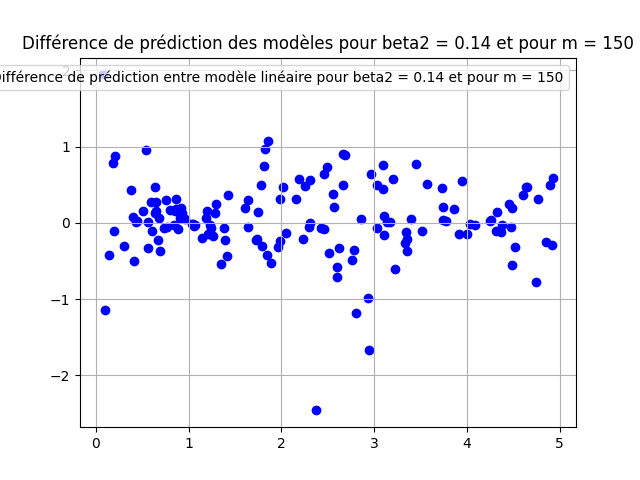 Différence de prédiction des modèles pour beta2 = 0.14 et pour m = 150
ifférence de prédiction entre modèle linéaire pour beta2 = 0.14 et pour m = 150
2
1
0
−1
−2
0 1 2 3 4 5